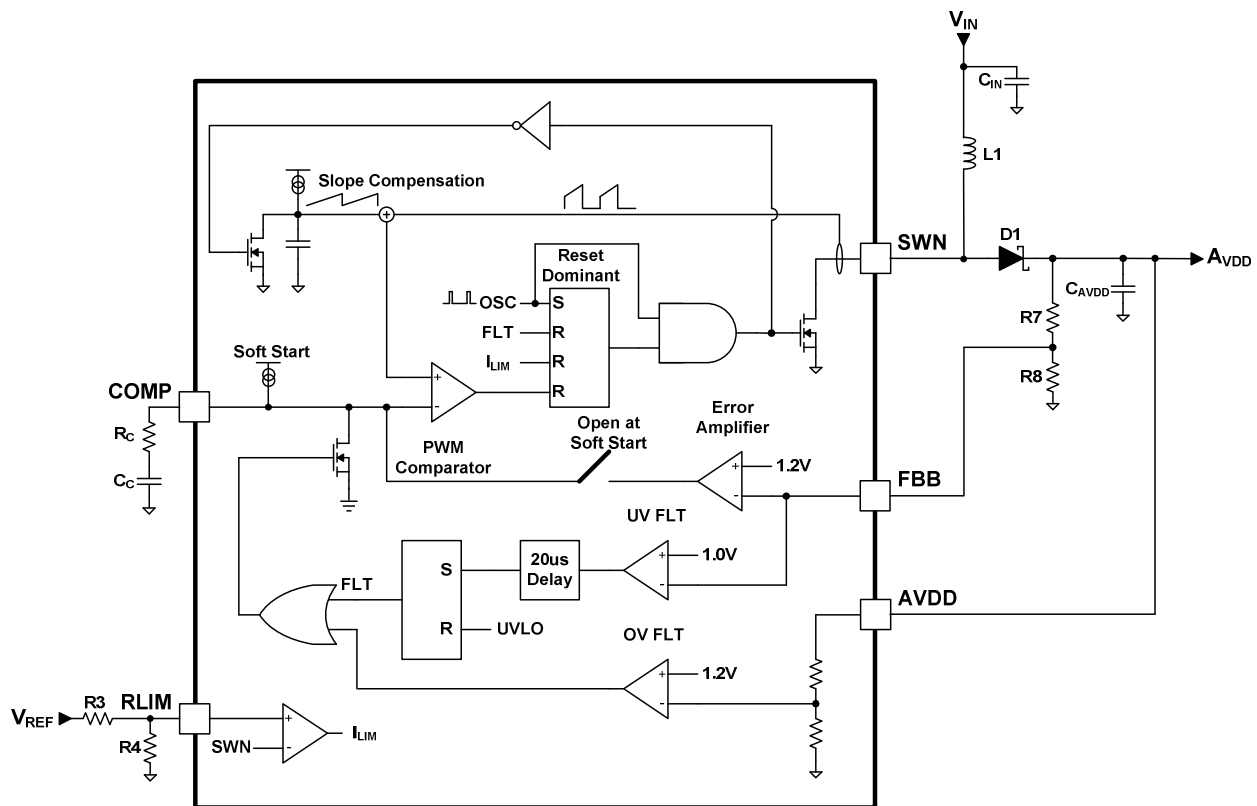 VIN
CIN
L1
Slope Compensation
SWN
D1
AVDD
Reset
Dominant
CAVDD
OSC
S
R7
FLT
R
Soft Start
ILIM
R
R8
COMP
R
Error
Amplifier
Open at
Soft Start
RC
PWM
Comparator
1.2V
CC
FBB
UV FLT
1.0V
20us
Delay
S
FLT
AVDD
R
UVLO
OV FLT
1.2V
RLIM
R3
VREF
ILIM
R4
SWN
+
+
-
+
-
+
-
+
-
+
-